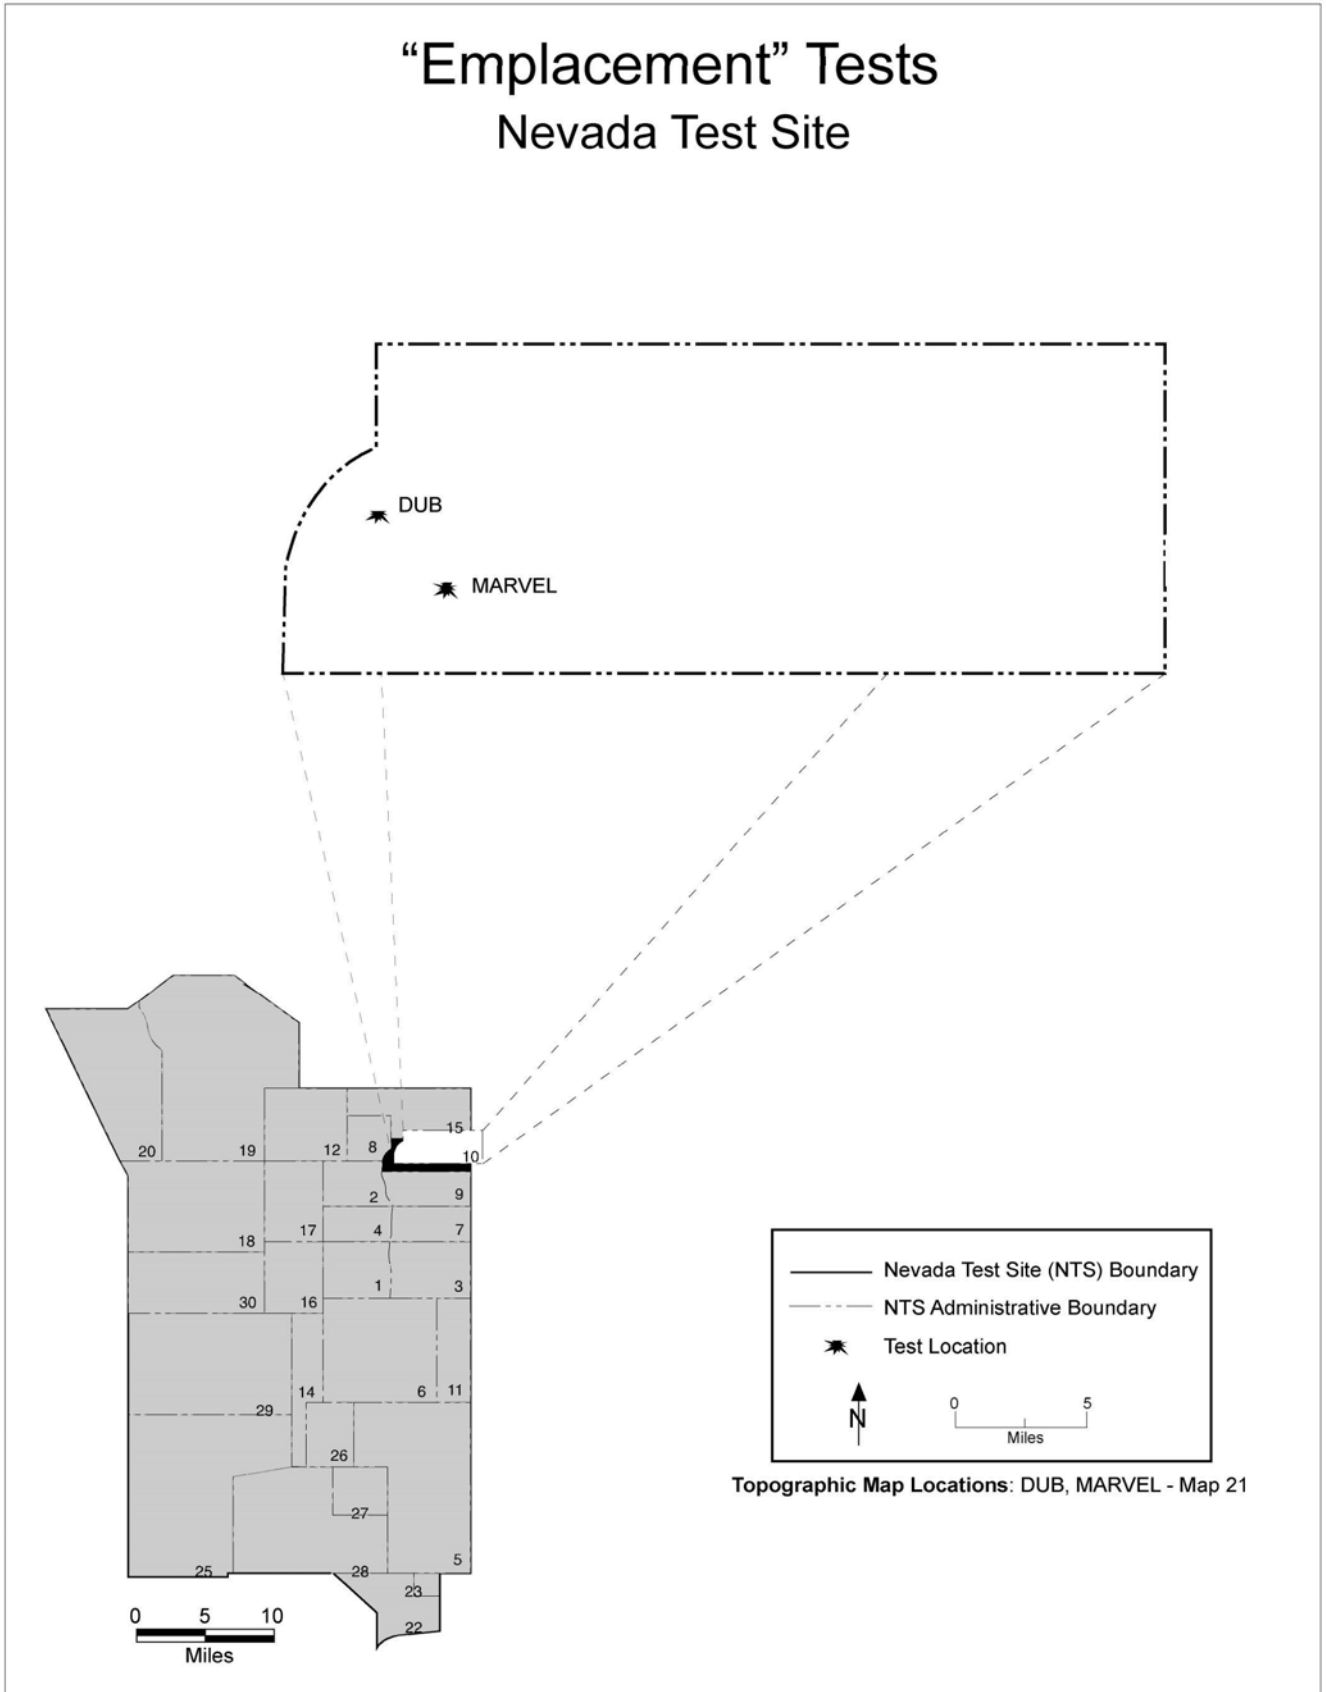 “Emplacement” Tests
Nevada Test Site
DUB
MARVEL
15
20
19
12
8
10
2
9
17
4
7
18
1
3
30
16
14
6
11
29
26
27
5
25
28
23
22
0 5 10
Miles
Nevada Test Site (NTS) Boundary
NTS Administrative Boundary
Test Location
N
0 5
Miles
Topographic Map Locations: DUB, MARVEL - Map 21